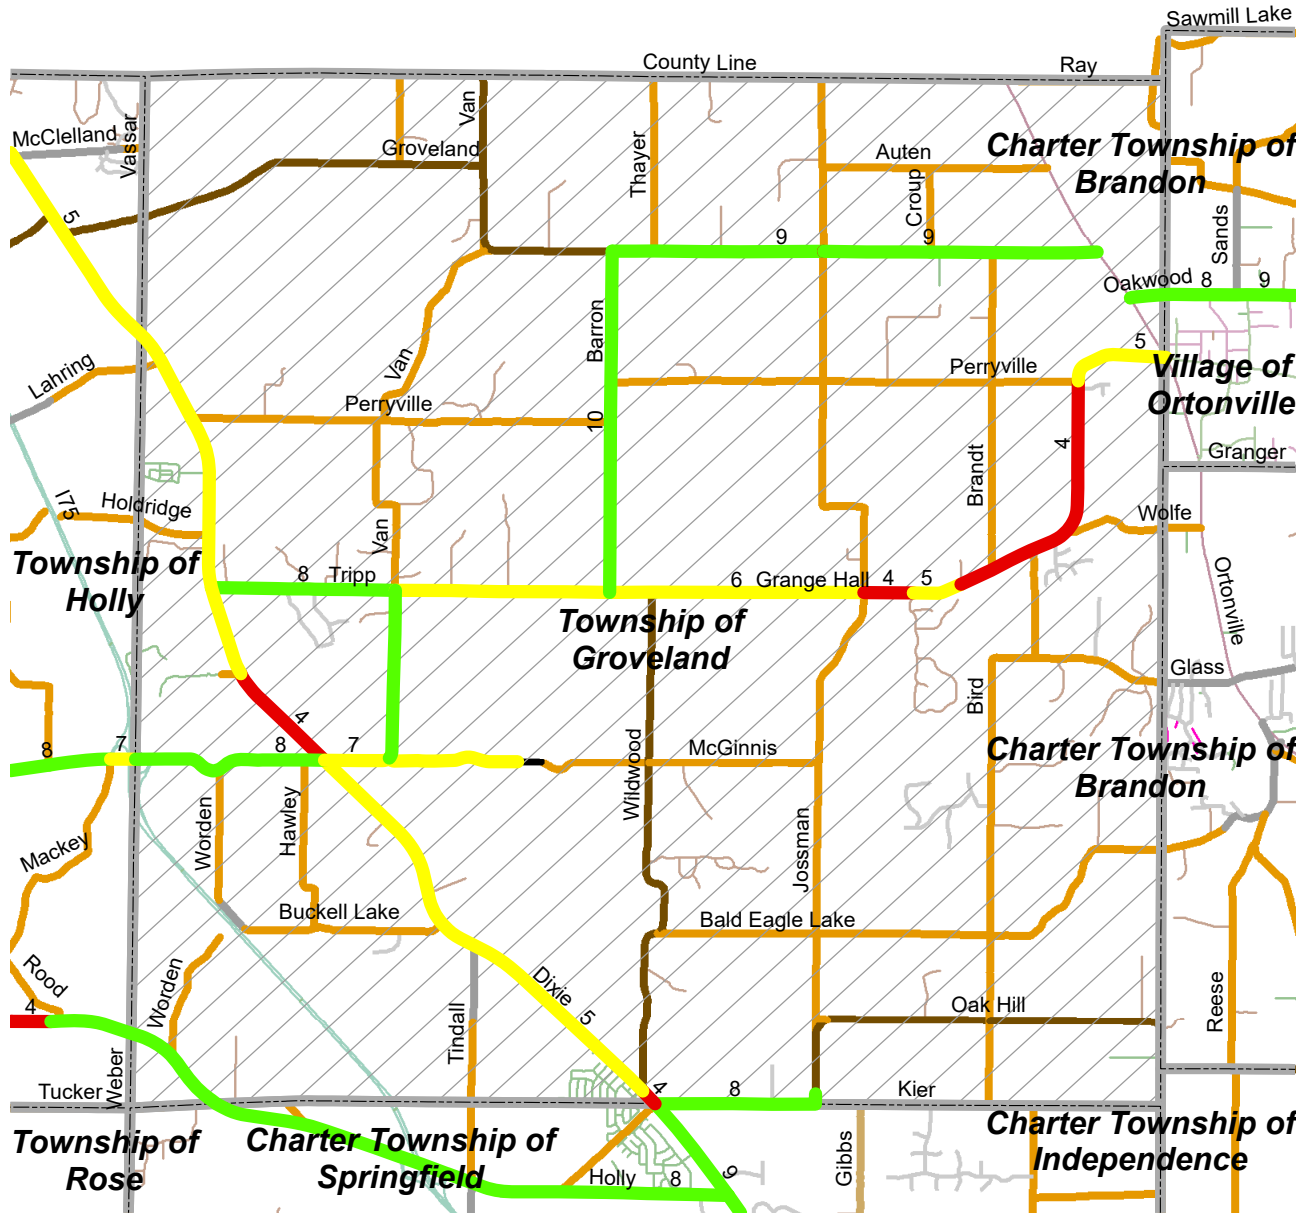 Sawmill Lake
County Line
Ray
Van
Vassar
McClelland
Groveland
Thayer
Auten
Charter Township of
Brandon
Croup
5
9
9
Sands
Oakwood
8
9
Barron
5
Lahring
Van
Perryville
Village of
Ortonville
Perryville
10
4
Granger
Brandt
I75
Holdridge
Wolfe
Van
Township of
Holly
8
Tripp
6
Grange Hall
4
5
Ortonville
Township of
Groveland
Glass
Bird
4
8
7
8
7
McGinnis
Charter Township of
Brandon
Wildwood
Worden
Hawley
Mackey
Jossman
Buckell Lake
Bald Eagle Lake
Rood
Worden
Dixie
5
4
Tindall
Oak Hill
Reese
Weber
Tucker
4
8
Kier
Township of
Rose
Charter Township of
Springfield
Charter Township of
Independence
Gibbs
Holly
8
9